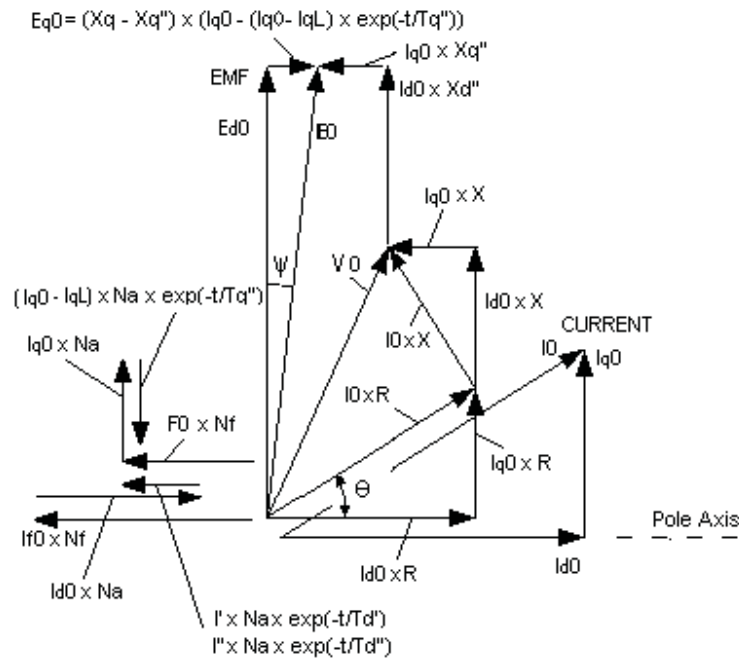 Eq0 = (Xq - Xq") x (Iq0 - (Iq0 - IqL) x exp(-t/Tq"))
Iq0 x Xq"
EMF
Id0 x Xd"
Ed0
E0
Iq0 x X
Ψ
V0
(Iq0 - IqL) x Na x exp(-t/Tq")
Id0 x X
CURRENT
I0 x X
I0
Iq0
Iq0 x Na
I0 x R
F0 x Nf
Iq0 x R
Θ
Pole Axis
If0 x Nf
Id0 x R
Id0
Id0 x Na
I' x Na x exp(-t/Td')
I" x Na x exp(-t/Td")